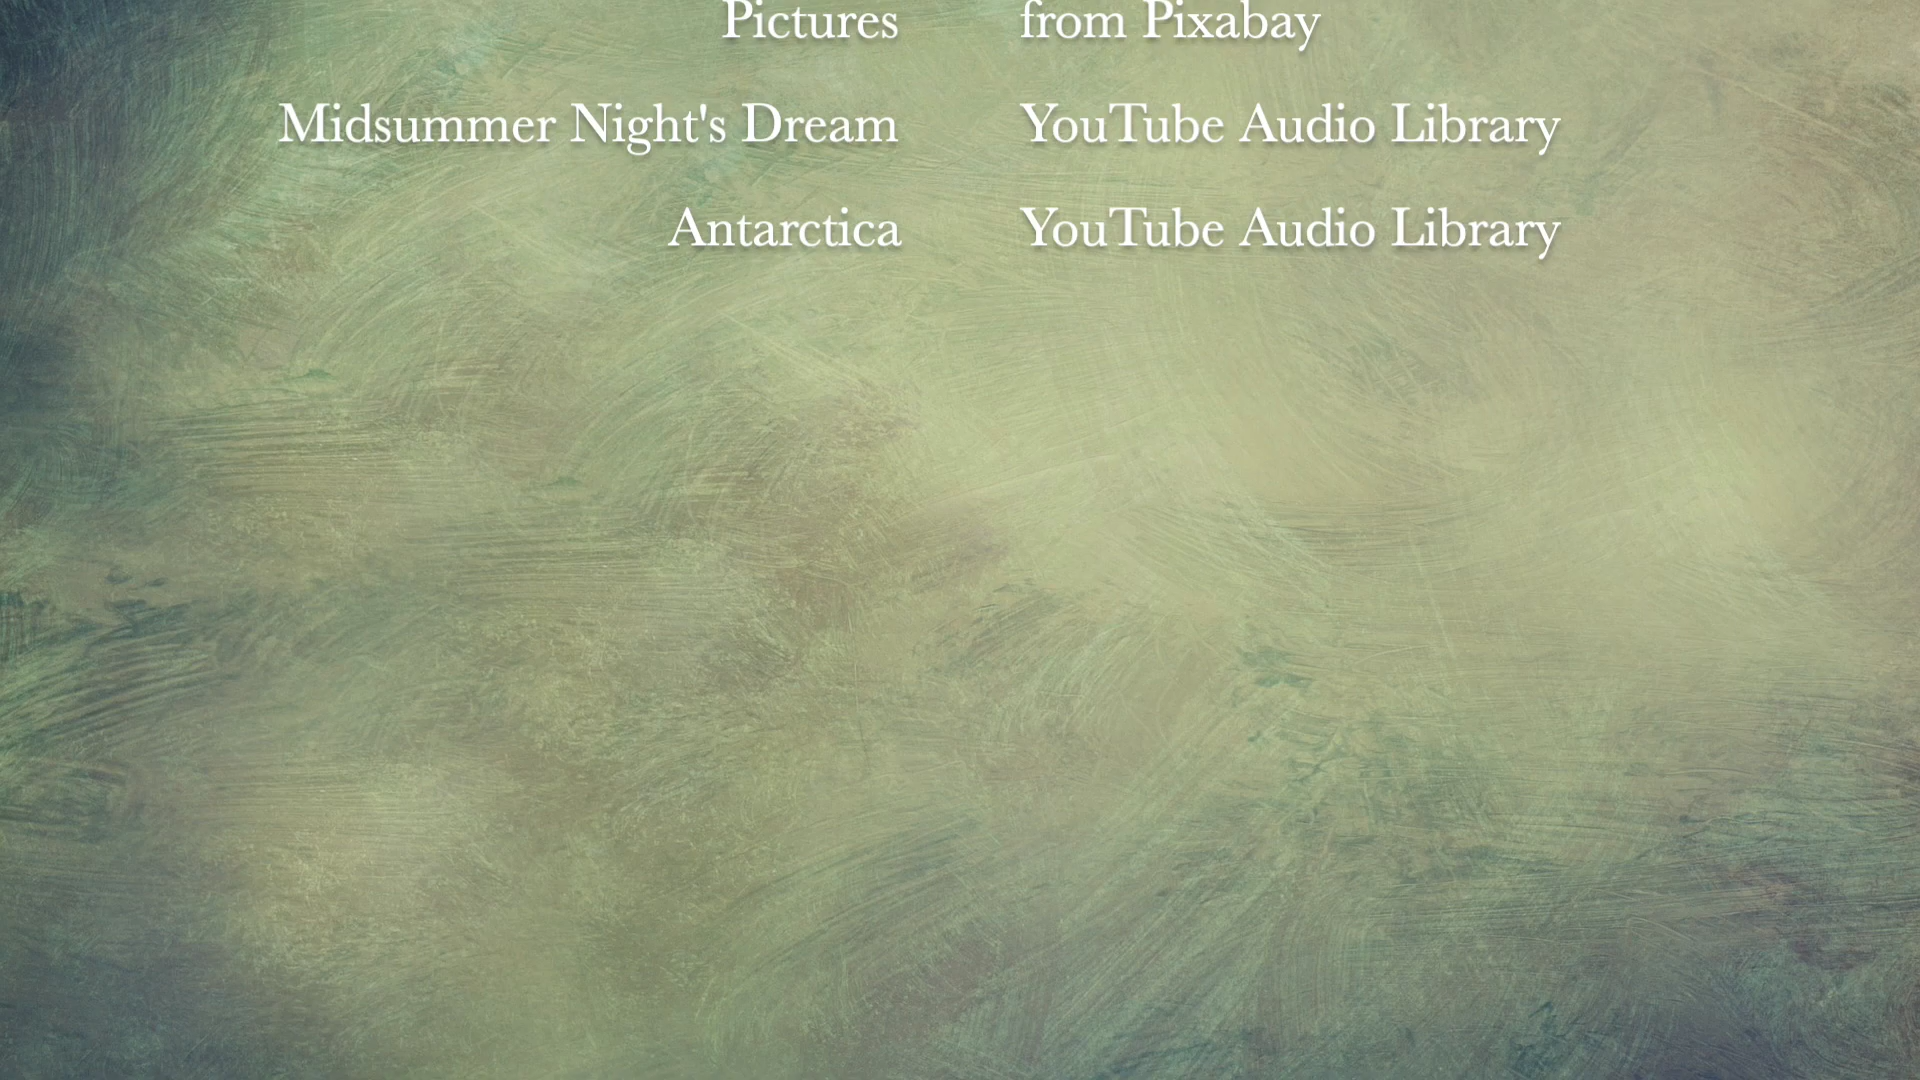 Pictures from Pixabay
Midsummer Night's Dream YouTube Audio Library
Antarctica YouTube Audio Library